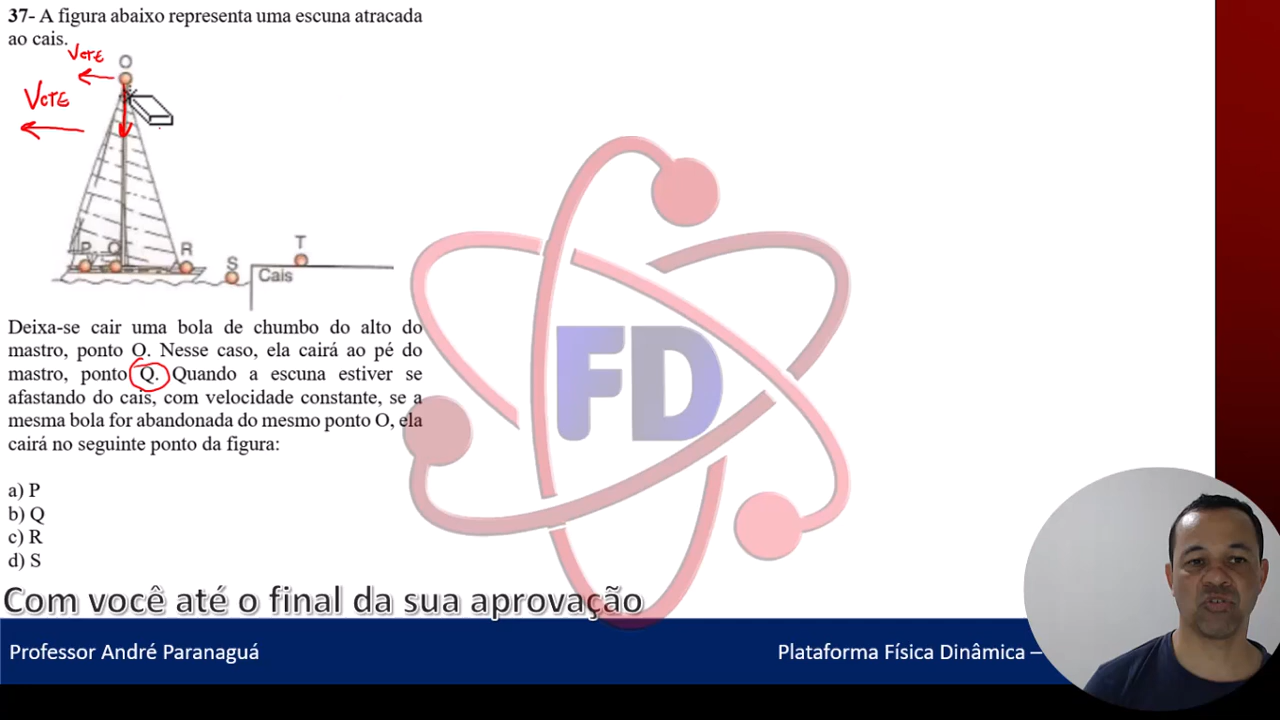 37- A figura abaixo representa uma escuna atracada
ao cais.
VCTE
O
VCTE
P
Q
R
S
T
Cais
Deixa-se cair uma bola de chumbo do alto do
mastro, ponto O. Nesse caso, ela cairá ao pé do
mastro, ponto Q. Quando a escuna estiver se
afastando do cais, com velocidade constante, se a
mesma bola for abandonada do mesmo ponto O, ela
cairá no seguinte ponto da figura:
a) P
b) Q
c) R
d) S
FD
Com você até o final da sua aprovação
Professor André Paranaguá
Plataforma Física Dinâmica –